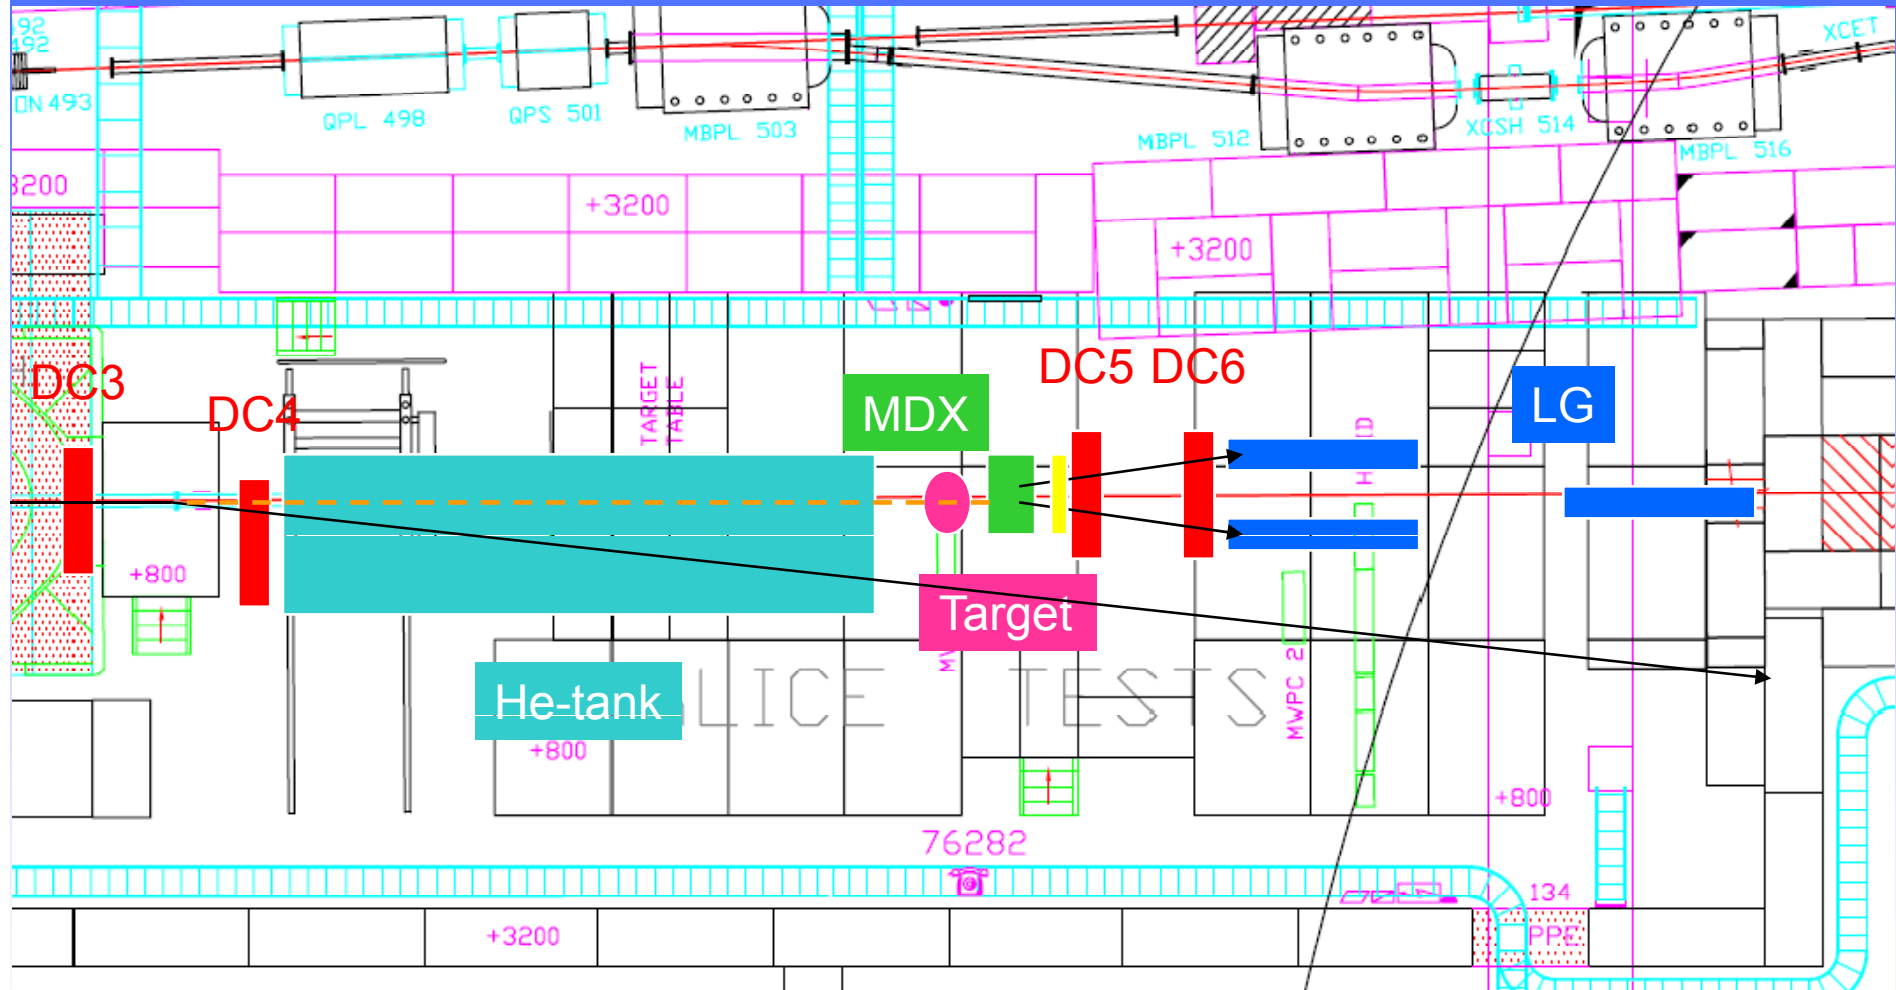 492
XCET
DN 493
QPL 498
QPS 501
MBPL 503
MBPL 512
XCSH 514
MBPL 516
3200
+3200
+3200
TARGET
TABLE
DC3
DC4
MDX
DC5 DC6
LG
+800
Target
He-tank
LICE TESTS
+800
MWPC 2
+800
76282
134
+3200
PPE